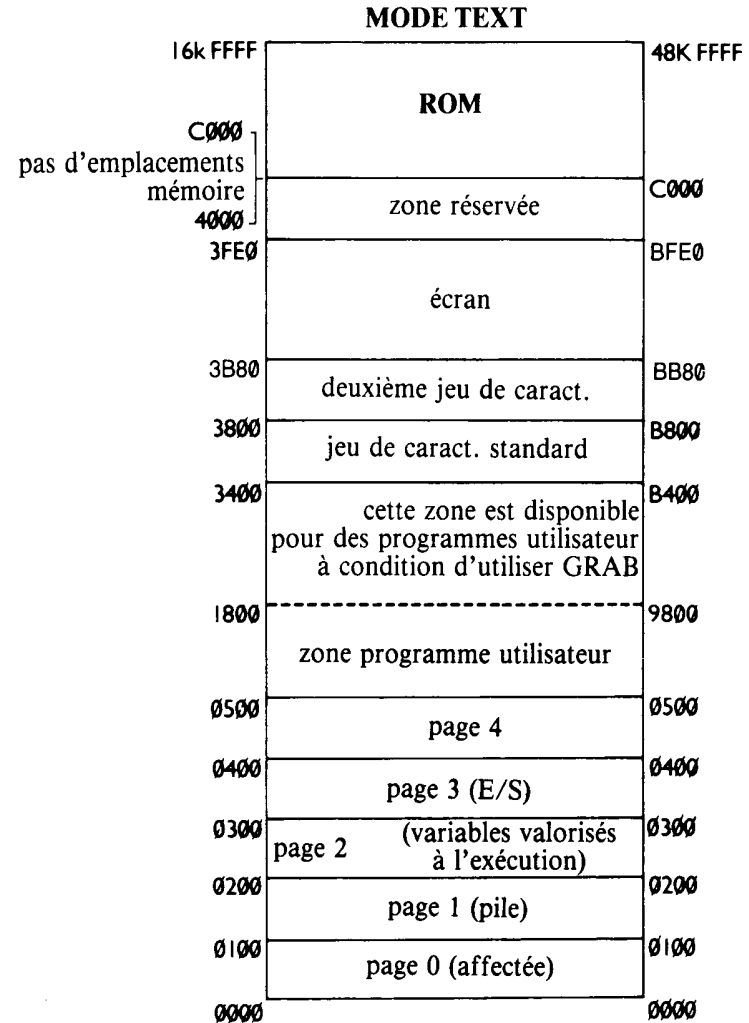 MODE TEXT
16k FFFF
48K FFFF
ROM
C000
pas d'emplacements
mémoire
4000
C000
zone réservée
3FE0
BFE0
écran
3B80
BB80
deuxième jeu de caract.
3800
B800
jeu de caract. standard
3400
B400
cette zone est disponible
pour des programmes utilisateur
à condition d'utiliser GRAB
1800
9800
zone programme utilisateur
0500
0500
page 4
0400
0400
page 3 (E/S)
0300
0300
page 2
(variables valorisés
à l'exécution)
0200
0200
page 1 (pile)
0100
0100
page 0 (affectée)
0000
0000